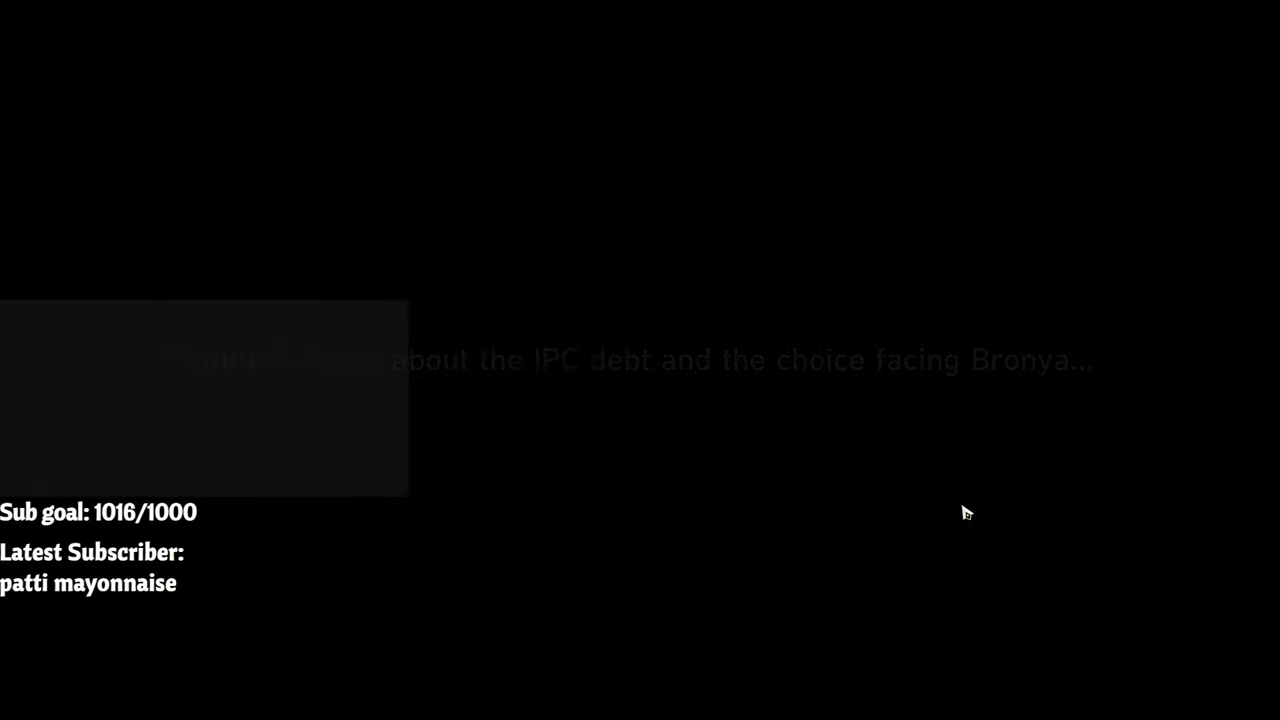 about the IPC debt and the choice facing Bronya...
Sub goal: 1016/1000
Latest Subscriber:
patti mayonnaise